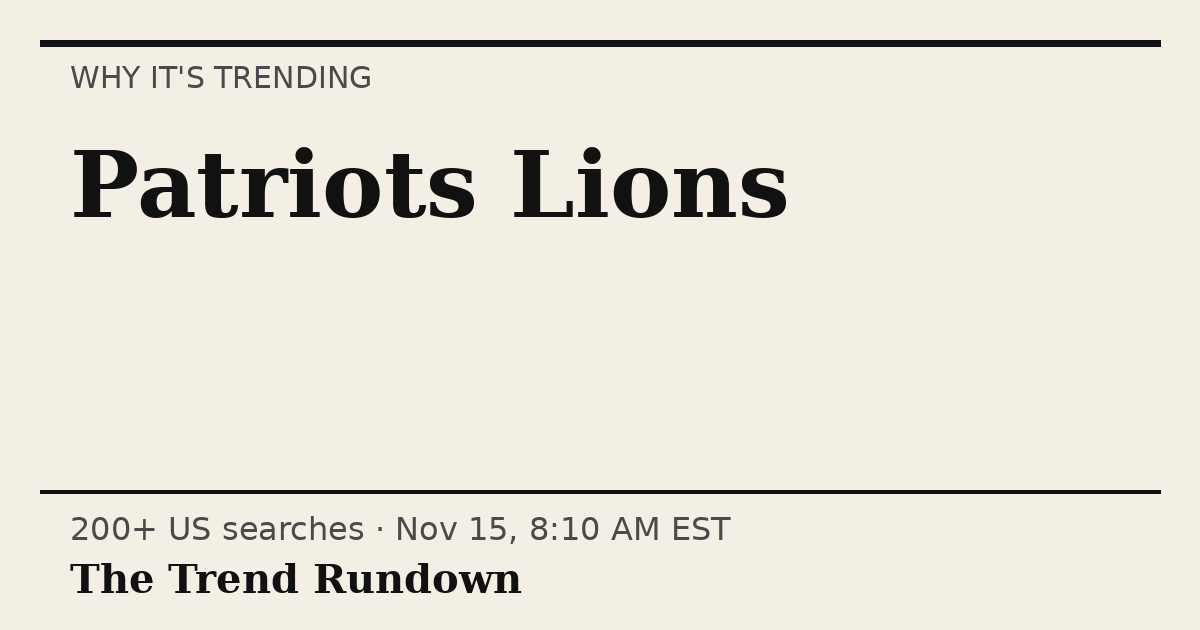 WHY IT'S TRENDING
Patriots Lions
200+ US searches · Nov 15, 8:10 AM EST
The Trend Rundown